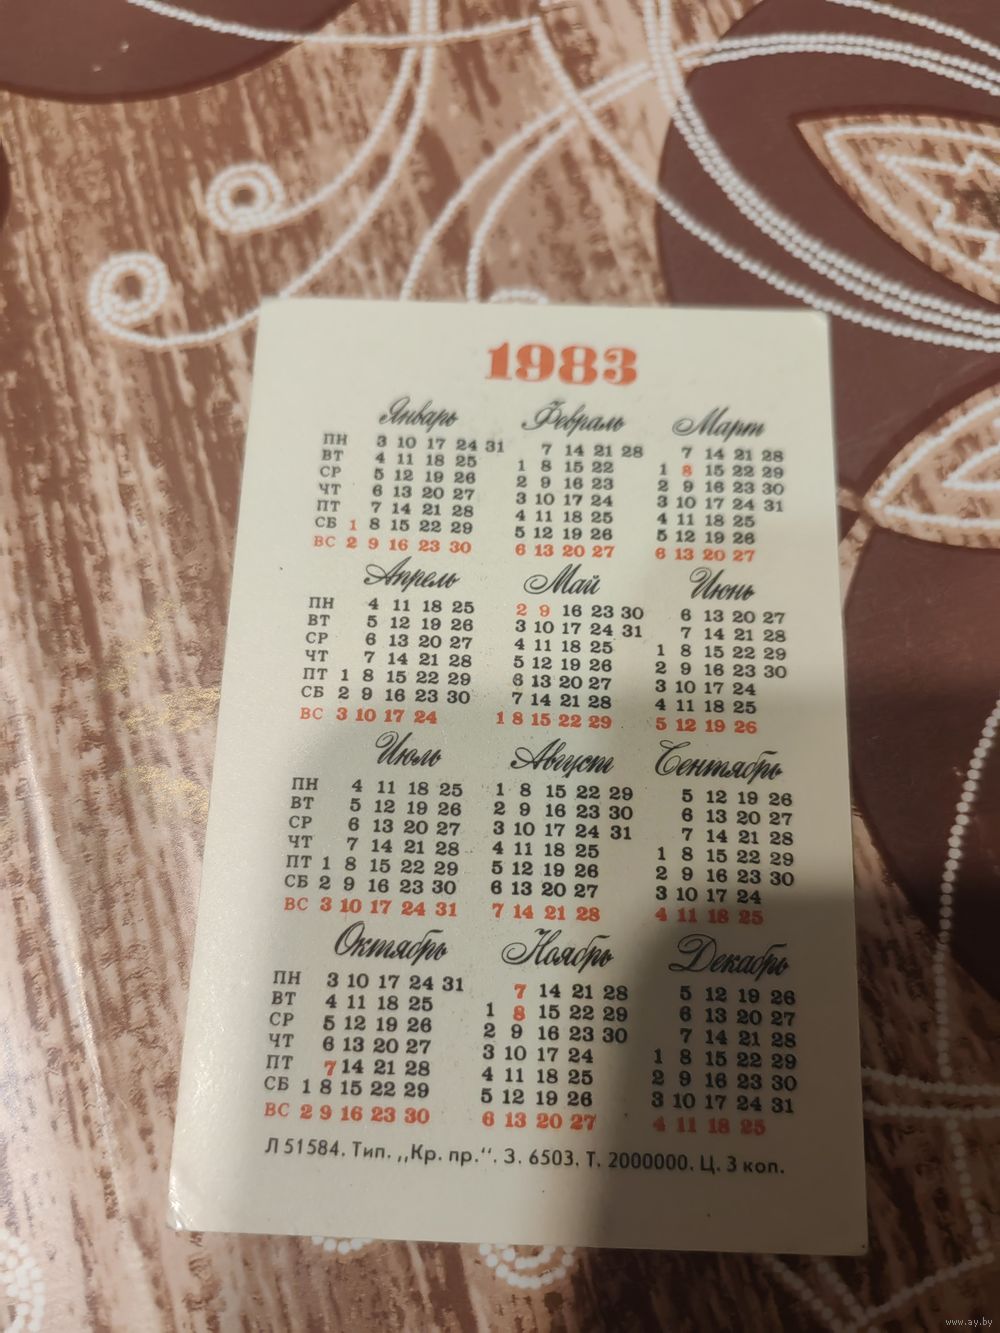 1983
Январь Февраль Март
ПН 3 10 17 24 31 7 14 21 28 7 14 21 28
ВТ 4 11 18 25 1 8 15 22 1 8 15 22 29
СР 5 12 19 26 2 9 16 23 2 9 16 23 30
ЧТ 6 13 20 27 3 10 17 24 3 10 17 24 31
ПТ 7 14 21 28 4 11 18 25 4 11 18 25
СБ 1 8 15 22 29 5 12 19 26 5 12 19 26
ВС 2 9 16 23 30 6 13 20 27 6 13 20 27
Апрель Май Июнь
ПН 4 11 18 25 2 9 16 23 30 6 13 20 27
ВТ 5 12 19 26 3 10 17 24 31 7 14 21 28
СР 6 13 20 27 4 11 18 25 1 8 15 22 29
ЧТ 7 14 21 28 5 12 19 26 2 9 16 23 30
ПТ 1 8 15 22 29 6 13 20 27 3 10 17 24
СБ 2 9 16 23 30 7 14 21 28 4 11 18 25
ВС 3 10 17 24 1 8 15 22 29 5 12 19 26
Июль Август Сентябрь
ПН 4 11 18 25 1 8 15 22 29 5 12 19 26
ВТ 5 12 19 26 2 9 16 23 30 6 13 20 27
СР 6 13 20 27 3 10 17 24 31 7 14 21 28
ЧТ 7 14 21 28 4 11 18 25 1 8 15 22 29
ПТ 1 8 15 22 29 5 12 19 26 2 9 16 23 30
СБ 2 9 16 23 30 6 13 20 27 3 10 17 24
ВС 3 10 17 24 31 7 14 21 28 4 11 18 25
Октябрь Ноябрь Декабрь
ПН 3 10 17 24 31 7 14 21 28 5 12 19 26
ВТ 4 11 18 25 1 8 15 22 29 6 13 20 27
СР 5 12 19 26 2 9 16 23 30 7 14 21 28
ЧТ 6 13 20 27 3 10 17 24 1 8 15 22 29
ПТ 7 14 21 28 4 11 18 25 2 9 16 23 30
СБ 1 8 15 22 29 5 12 19 26 3 10 17 24 31
ВС 2 9 16 23 30 6 13 20 27 4 11 18 25
Л 51584. Тип. „Кр. пр.“. З. 6503. Т. 2000000. Ц. 3 коп.
www.ay.by